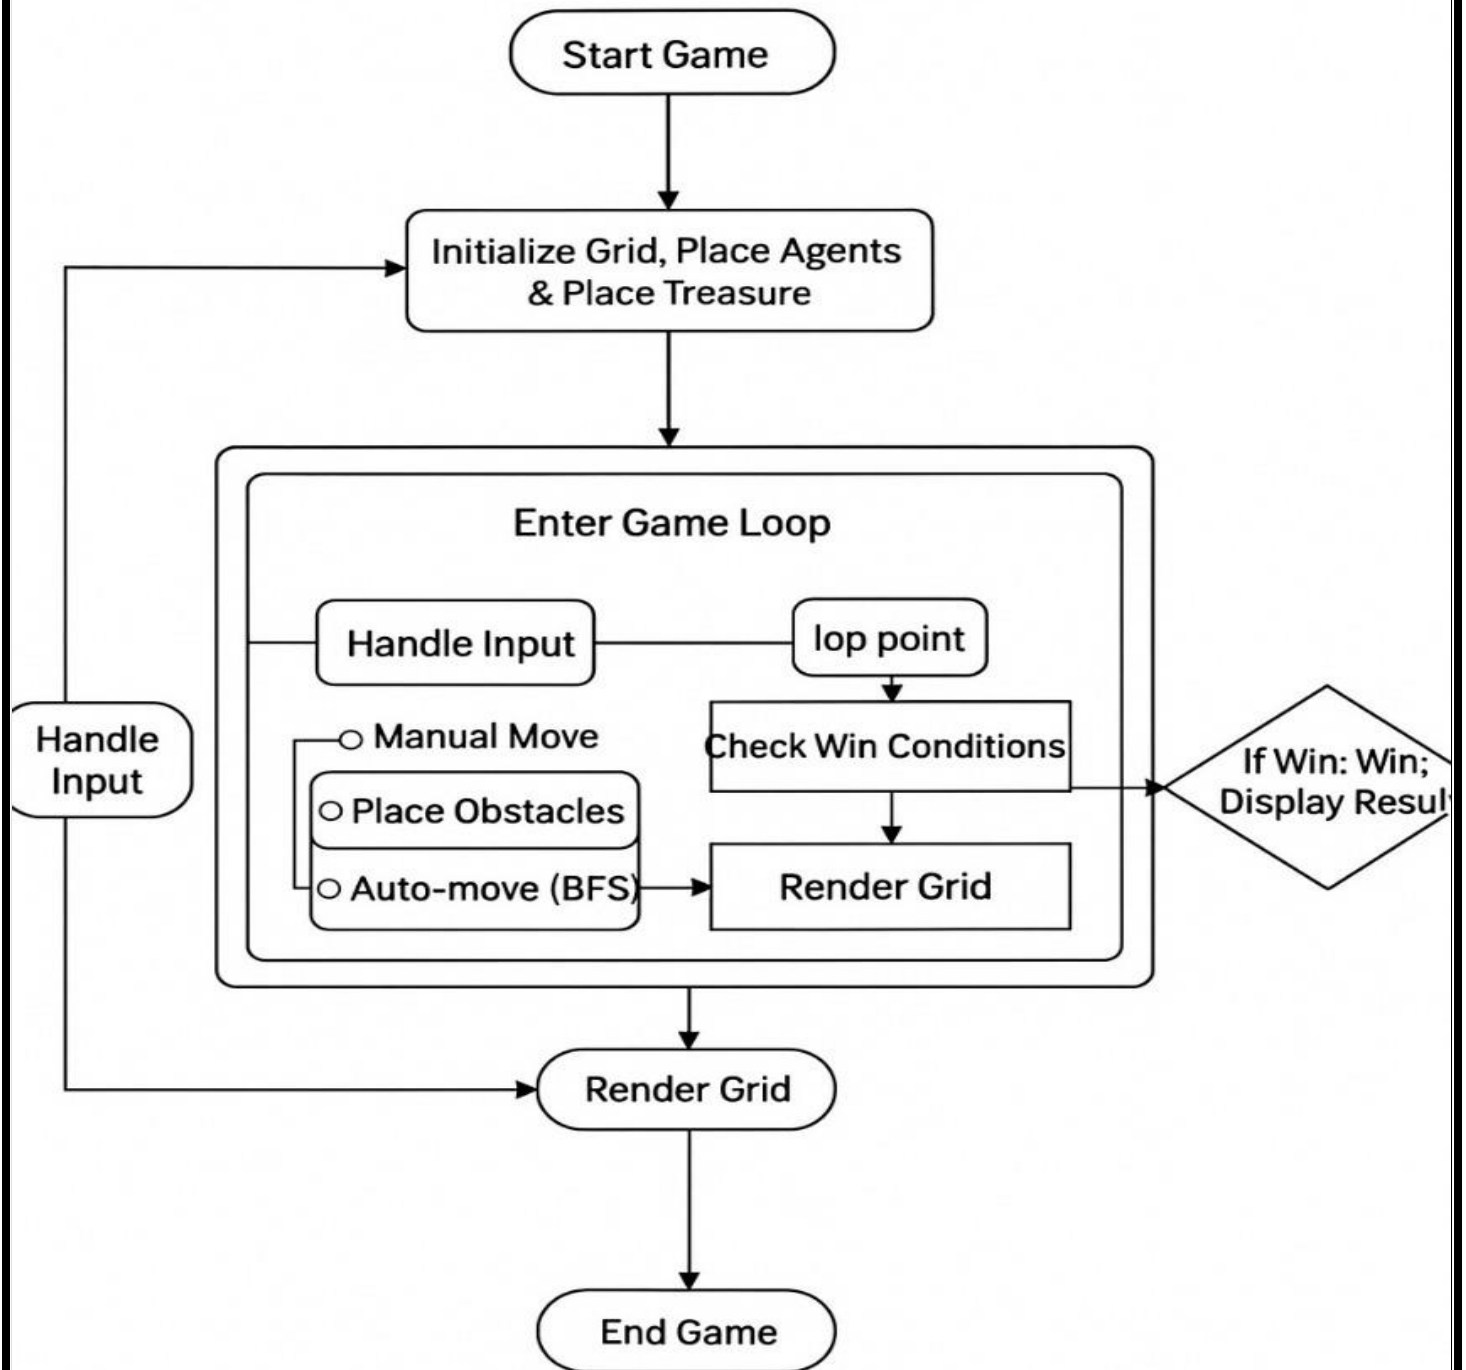 Start Game
Initialize Grid, Place Agents
& Place Treasure
Enter Game Loop
Handle Input
lop point
Handle
Input
Manual Move
Check Win Conditions
Place Obstacles
Auto-move (BFS)
Render Grid
If Win: Win;
Display
Render Grid
End Game